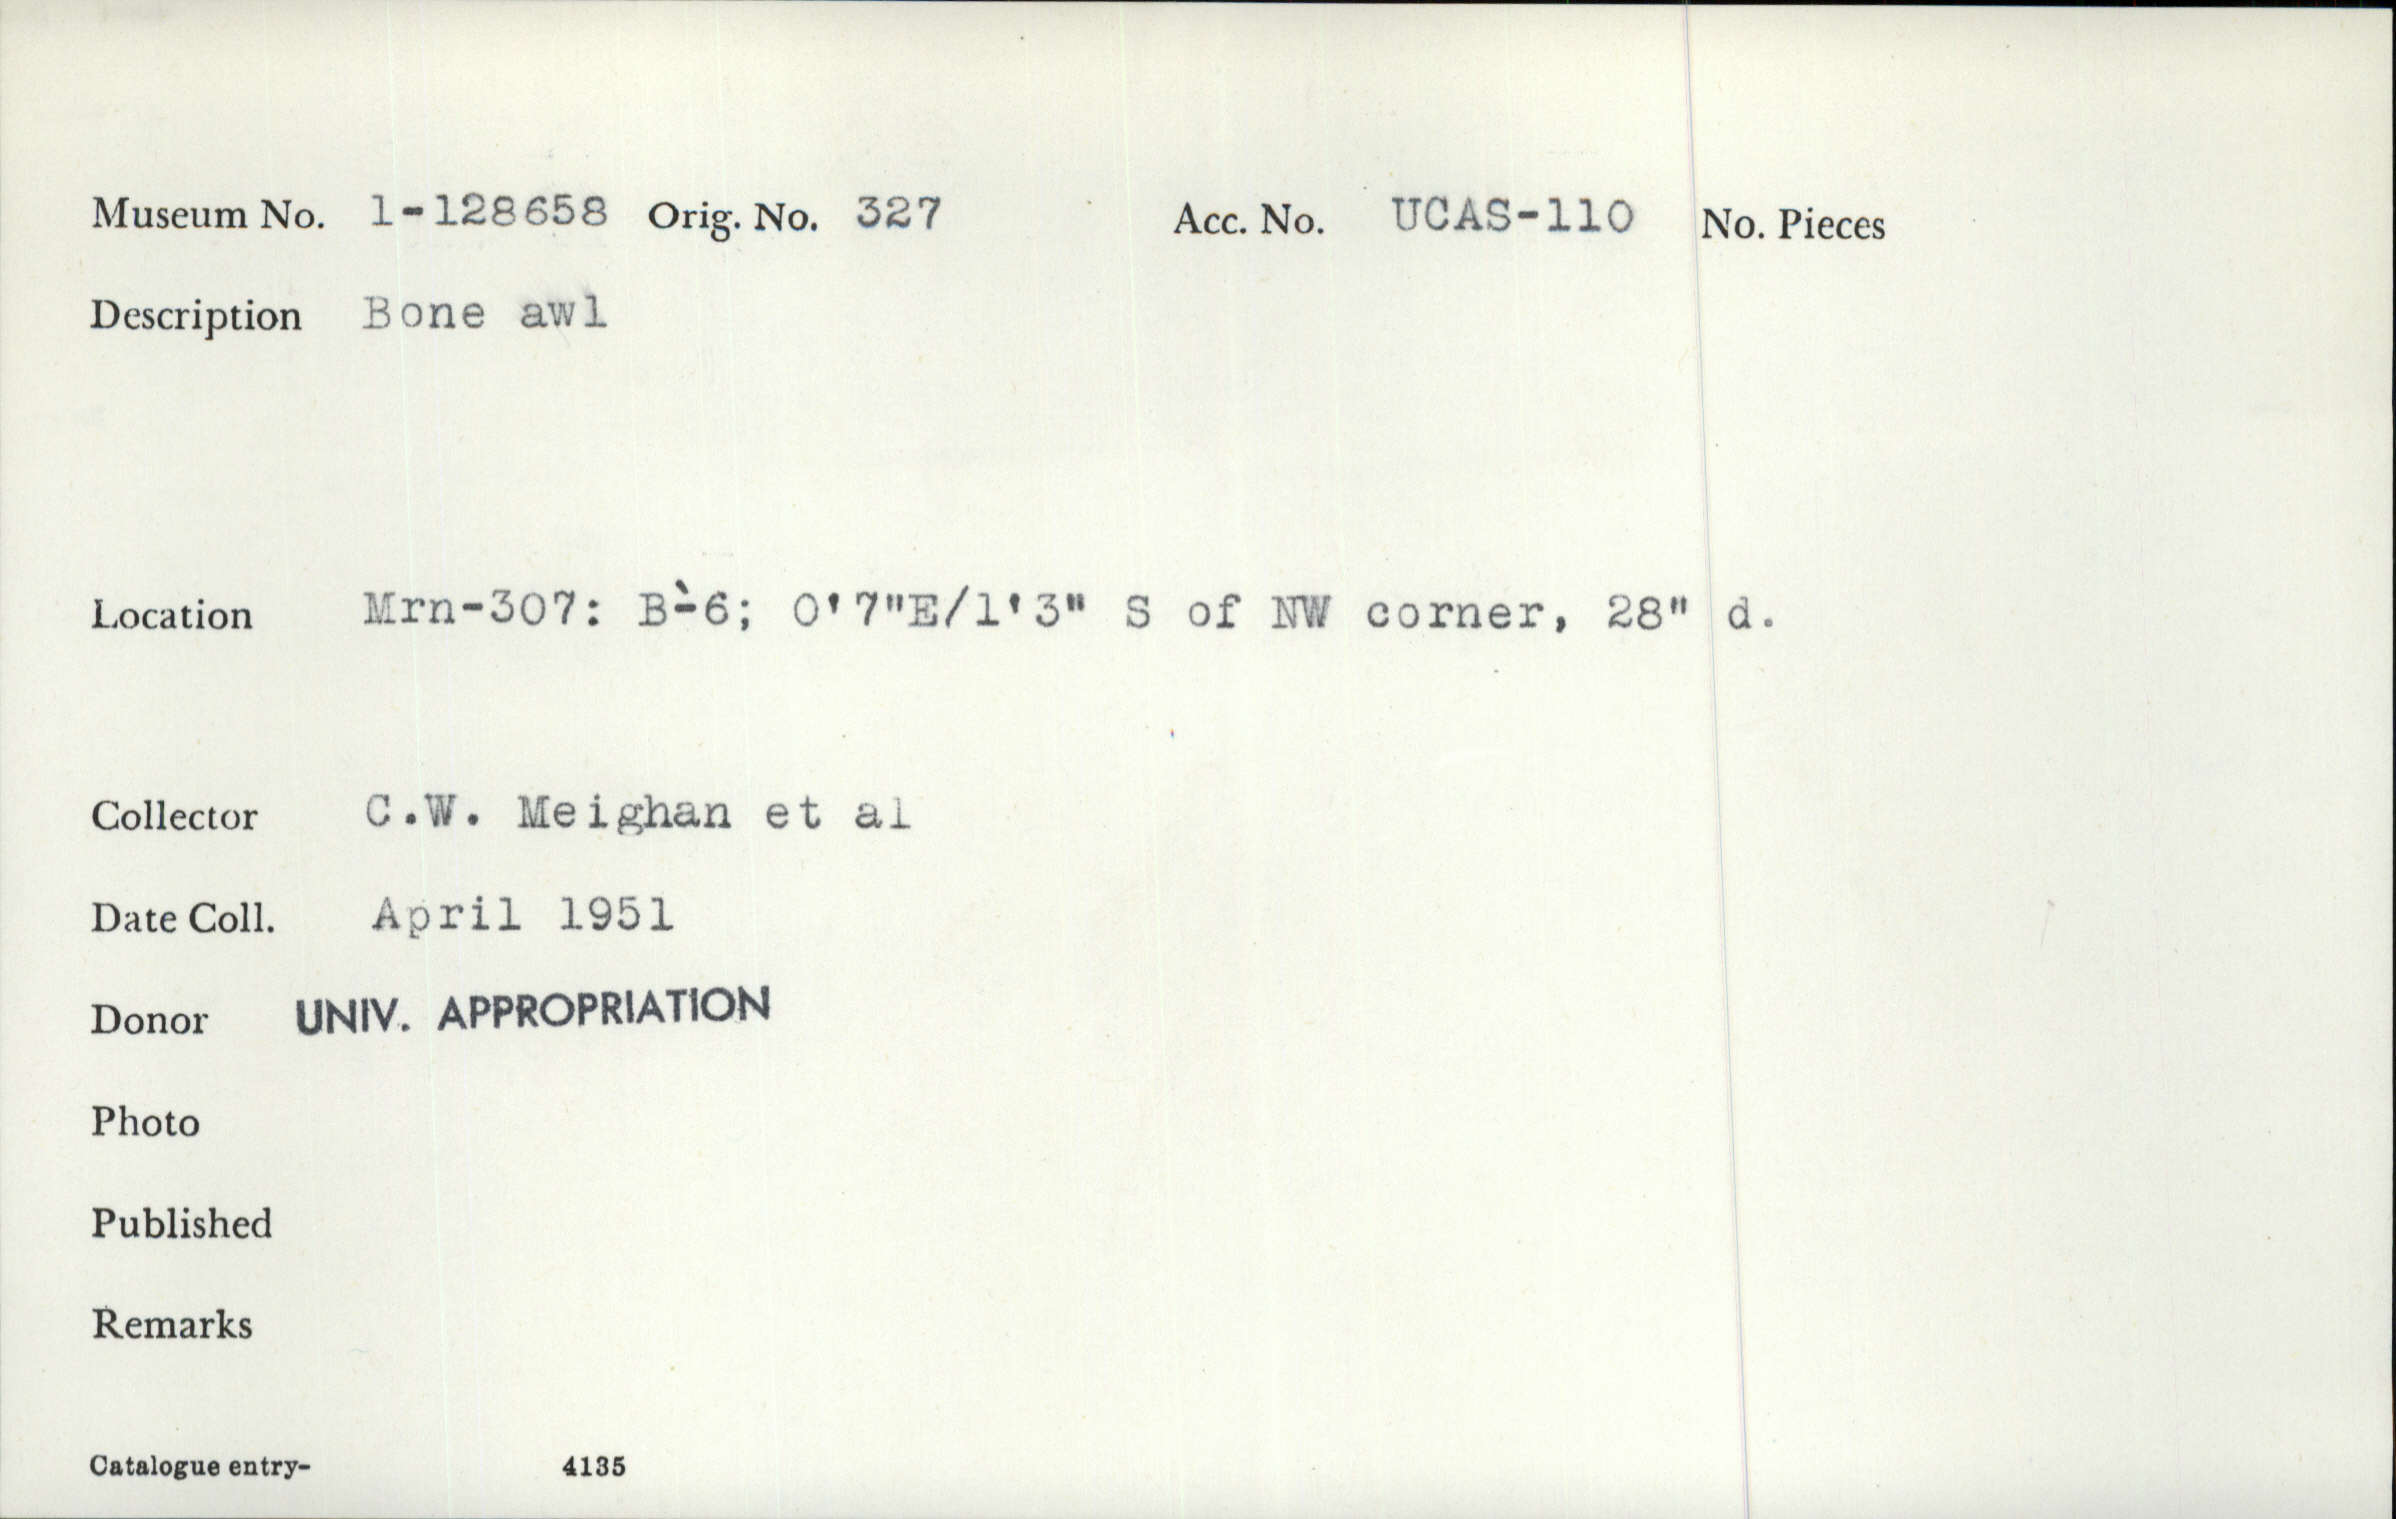 Museum No. 1-128658 Orig. No. 327 Acc. No. UCAS-110 No. Pieces
Description Bone awl
Location Mrn-307: B`-6; 0'7"E/1'3" S of NW corner, 28" d.
Collector C.W. Meighan et al
Date Coll. April 1951
Donor UNIV. APPROPRIATION
Photo
Published
Remarks
Catalogue entry- 4135